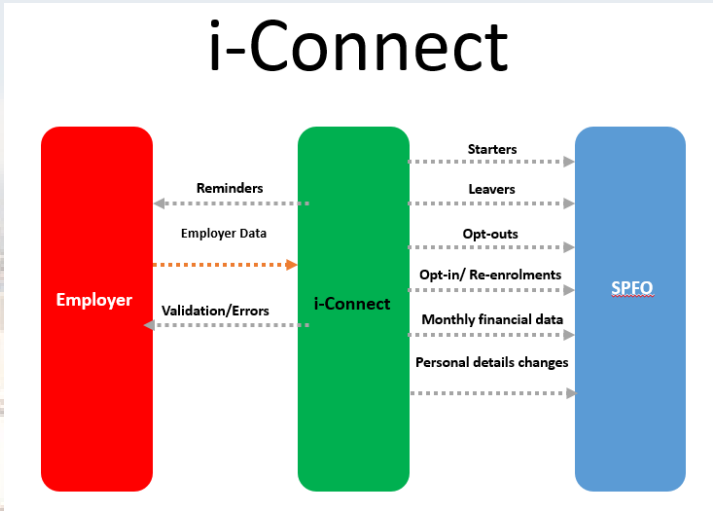 i-Connect
Starters
Reminders
Leavers
Employer Data
Opt-outs
Opt-in/ Re-enrolments
Employer
i-Connect
SPFO
Validation/Errors
Monthly financial data
Personal details changes